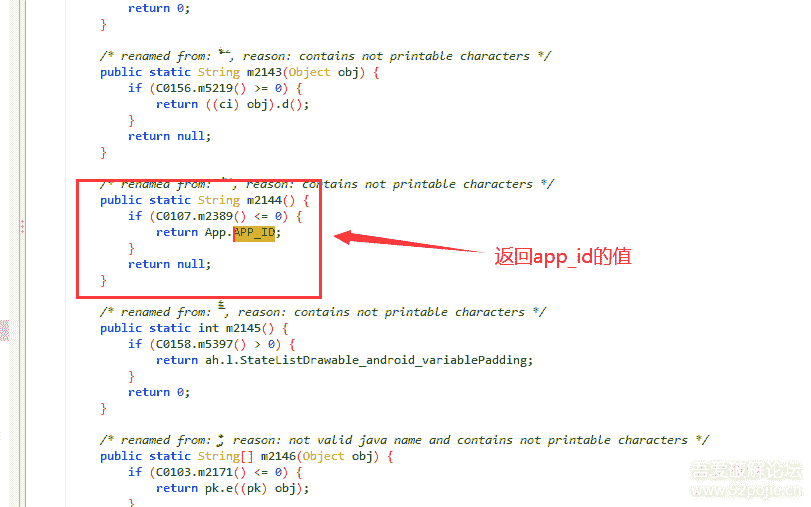 return 0;
}
/* renamed from: , reason: contains not printable characters */
public static String m2143(Object obj) {
if (C0156.m5219() >= 0) {
return ((ci) obj).d();
}
return null;
}
/* renamed from: , reason: contains not printable characters */
public static String m2144() {
if (C0107.m2389() <= 0) {
return App.APP_ID;
}
return null;
}
返回app_id的值
/* renamed from: , reason: contains not printable characters */
public static int m2145() {
if (C0158.m5397() > 0) {
return ah.l.StateListDrawable_android_variablePadding;
}
return 0;
}
/* renamed from: , reason: not valid java name and contains not printable characters */
public static String[] m2146(Object obj) {
if (C0103.m2171() <= 0) {
return pk.e((pk) obj);
}
吾爱破解论坛
www.52pojie.cn